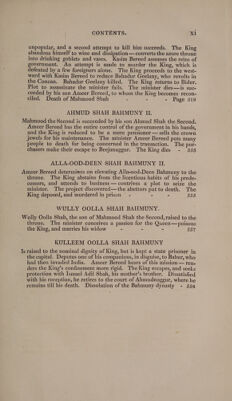 CONTENTS. xi
unpopular, and a second attempt to kill him succeeds. The King
abandons himself to wine and dissipation — converts the azure throne
into drinking goblets and vases. Kasim Bereed assumes the reins of
government. An attempt is made to murder the King, which is
defeated by a few foreigners alone. The King proceeds to the west-
ward with Kasim Bereed to reduce Bahadur Geelany, who revolts in
the Concan. Bahadur Geelany killed. The King returns to Bidur.
Plot to assassinate the minister fails. The minister dies — is suc-
ceeded by his son Ameer Bereed, to whom the King becomes recon-
ciled. Death of Mahmood Shah - - Page 518
AHMUD SHAH BAHMUNY II.
Mahmood the Second is succeeded by his son Ahmud Shah the Second.
Ameer Bereed has the entire control of the government in his hands,
and the King is reduced to be a mere pensioner — sells the crown
jewels for his maintenance. The minister Ameer Bereed puts many
people to death for being concerned in the transaction. The pur-
chasers make their escape to Beejanuggur. The King dies - 555
ALLA-OOD-DEEN SHAH BAHMUNY II.
Ameer Bereed determines on elevating Alla-ood-Deen Bahmuny to the
throne. The King abstains from the licentious habits of his prede-
cessors, and attends to business — contrives a plot to seize the
minister. The project discovered — the abettors put to death. The
King deposed, and murdered in prison - - 555
WULLY OOLLA SHAH BAHMUNY.
Wully Oolla Shah, the son of Mahmood Shah the Second, raised to the
throne. The minister conceives a passion for the Queen — poisons
the King, and marries his widow - - - 557
KULLEEM OOLLA SHAH BAHMUNY
Is raised to the nominal dignity of King, but is kept a state prisoner in
the capital. Deputes one of his companions, in disguise, to Babur, who
had then invaded India. Ameer Bereed hears of this mission — ren-
ders the King's confinement more rigid. The King escapes, and seeks
protection with Ismael Adil Shah, his mother's brother. Dissatisfied
with his reception, he retires to the court of Ahmudnuggur, where he
remains till his death. Dissolution of the Bahmuny dynasty - 558